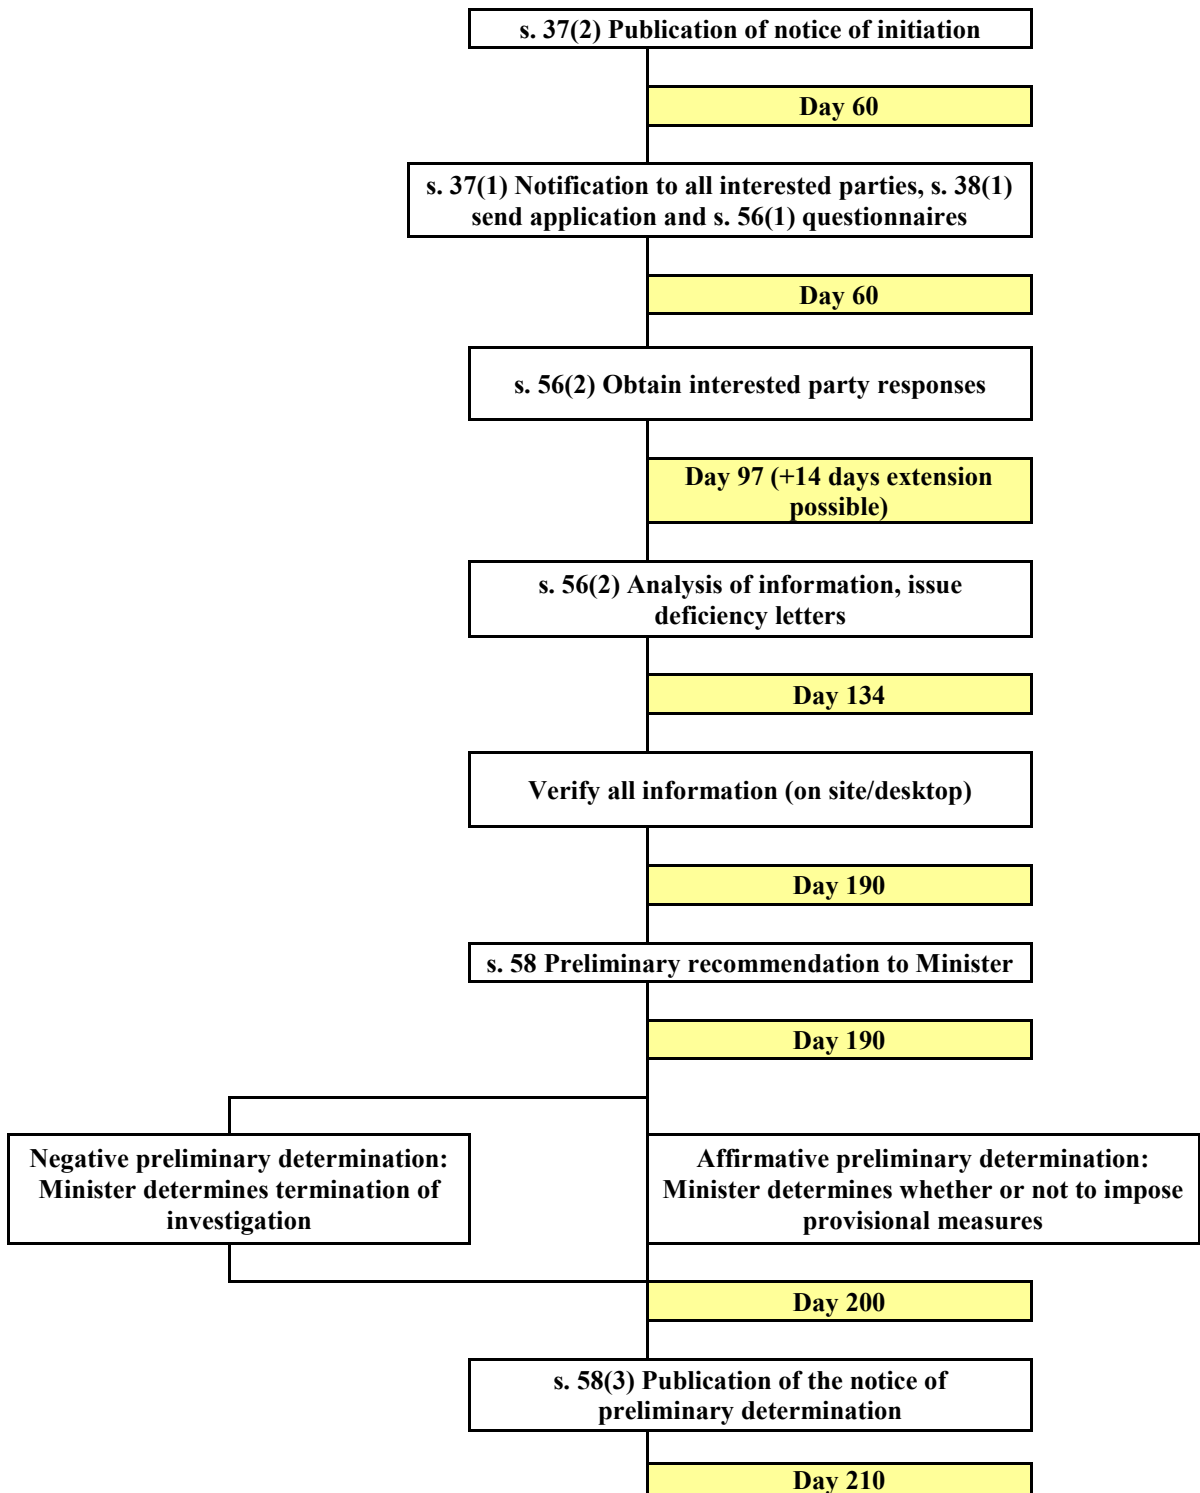 s. 37(2) Publication of notice of initiation
Day 60
s. 37(1) Notification to all interested parties, s. 38(1)
send application and s. 56(1) questionnaires
Day 60
s. 56(2) Obtain interested party responses
Day 97 (+14 days extension
possible)
s. 56(2) Analysis of information, issue
deficiency letters
Day 134
Verify all information (on site/desktop)
Day 190
s. 58 Preliminary recommendation to Minister
Day 190
Negative preliminary determination:
Minister determines termination of
investigation
Affirmative preliminary determination:
Minister determines whether or not to impose
provisional measures
Day 200
s. 58(3) Publication of the notice of
preliminary determination
Day 210